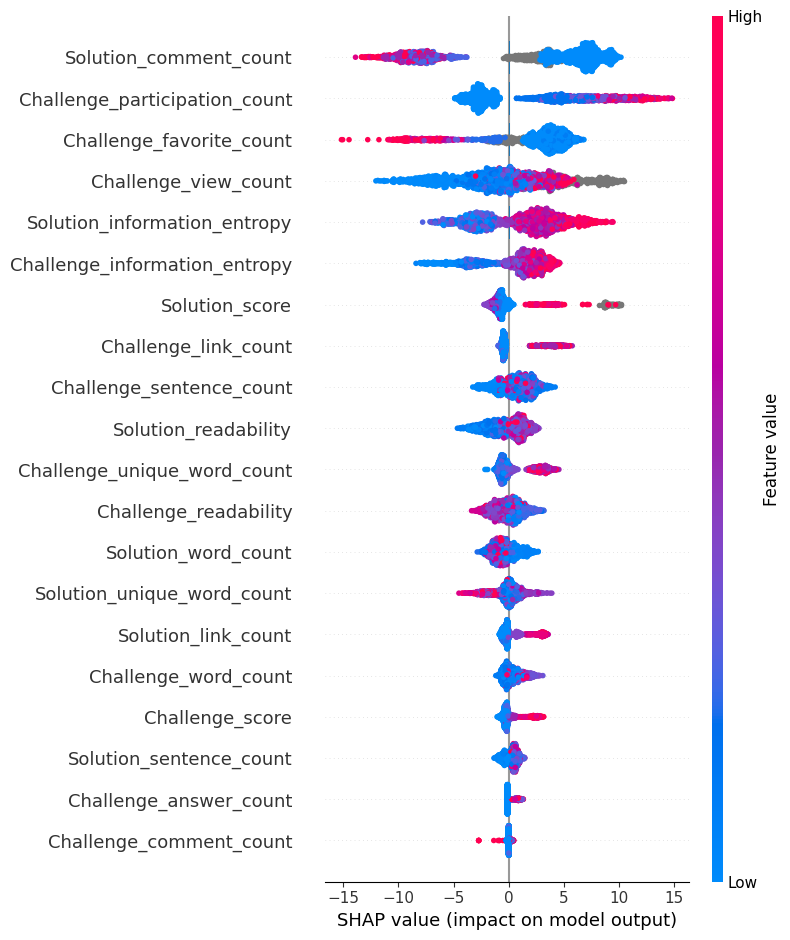 High
Solution_comment_count
Challenge_participation_count
Challenge_favorite_count
Challenge_view_count
Solution_information_entropy
Challenge_information_entropy
Solution_score
Challenge_link_count
Challenge_sentence_count
Solution_readability
Challenge_unique_word_count
Challenge_readability
Solution_word_count
Solution_unique_word_count
Solution_link_count
Challenge_word_count
Challenge_score
Solution_sentence_count
Challenge_answer_count
Challenge_comment_count
Feature value
Low
−15 −10 −5 0 5 10 15
SHAP value (impact on model output)